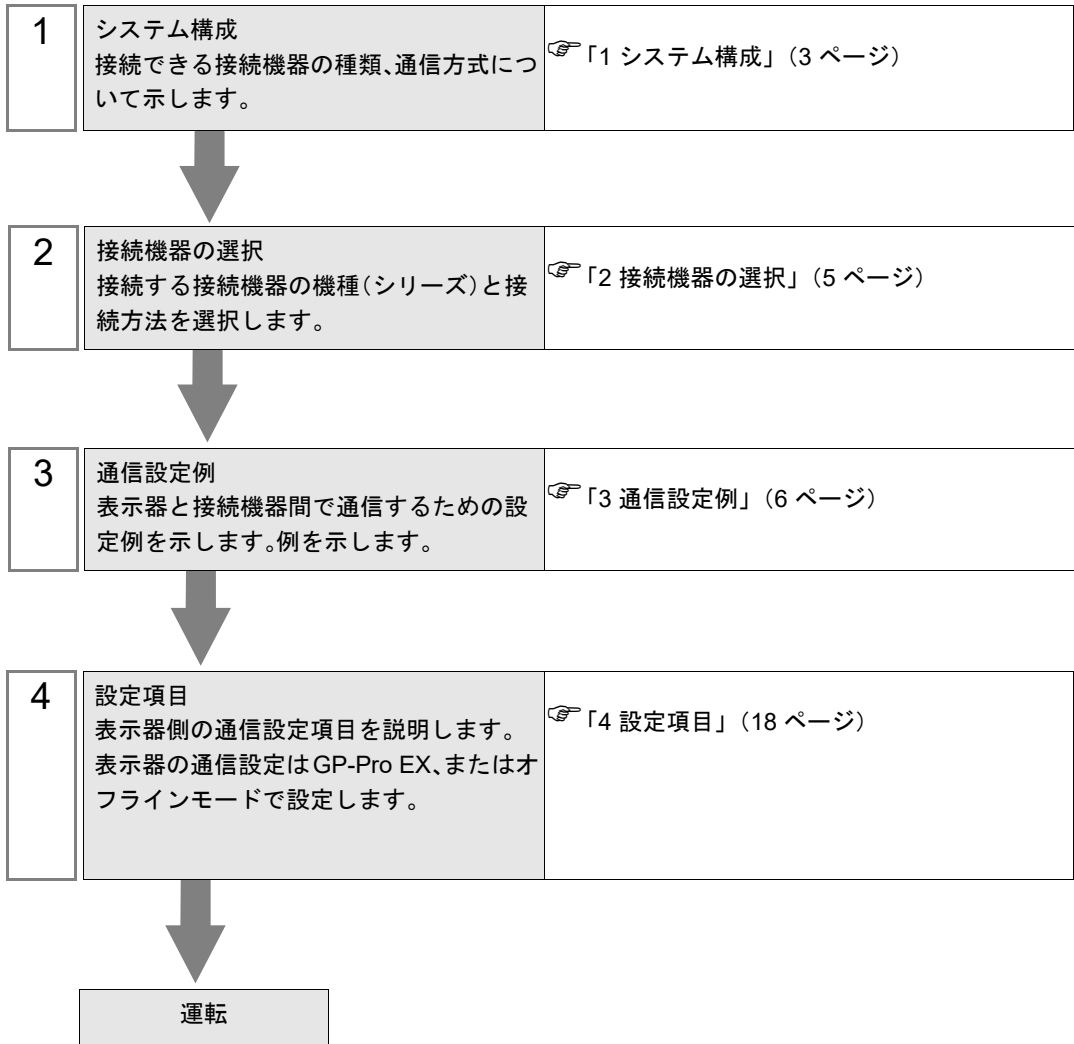 1
システム構成
接続できる接続機器の種類、通信方式につ
いて示します。
☞「1 システム構成」（3 ページ）
2
接続機器の選択
接続する接続機器の機種（シリーズ）と接
続方法を選択します。
☞「2 接続機器の選択」（5 ページ）
3
通信設定例
表示器と接続機器間で通信するための設
定例を示します。例を示します。
☞「3 通信設定例」（6 ページ）
4
設定項目
表示器側の通信設定項目を説明します。
表示器の通信設定は GP-Pro EX、またはオ
フラインモードで設定します。
☞「4 設定項目」（18 ページ）
運転